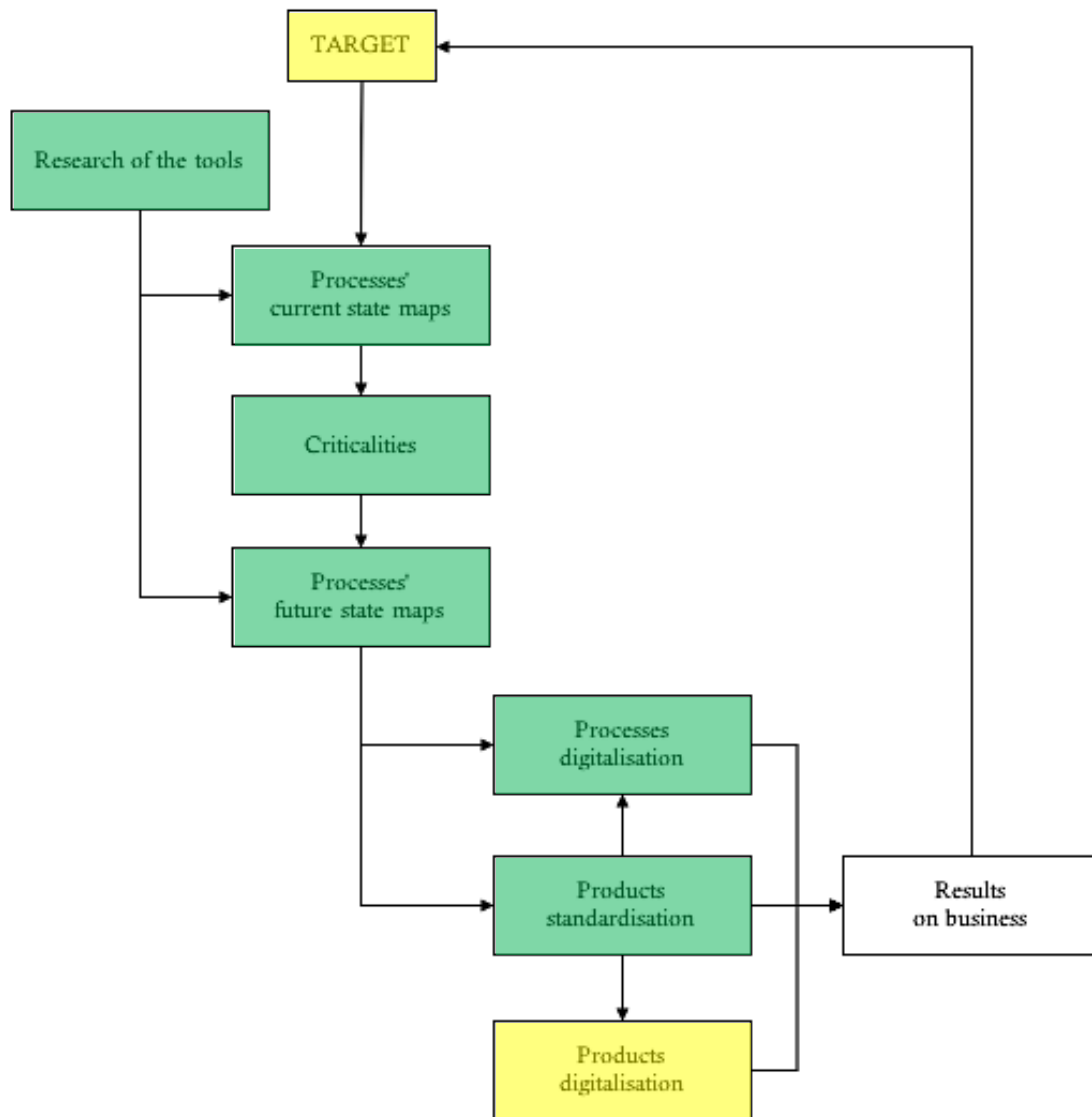 TARGET
Research of the tools
Processes'
current state maps
Criticalities
Processes'
future state maps
Processes
digitalisation
Products
standardisation
Results
on business
Products
digitalisation